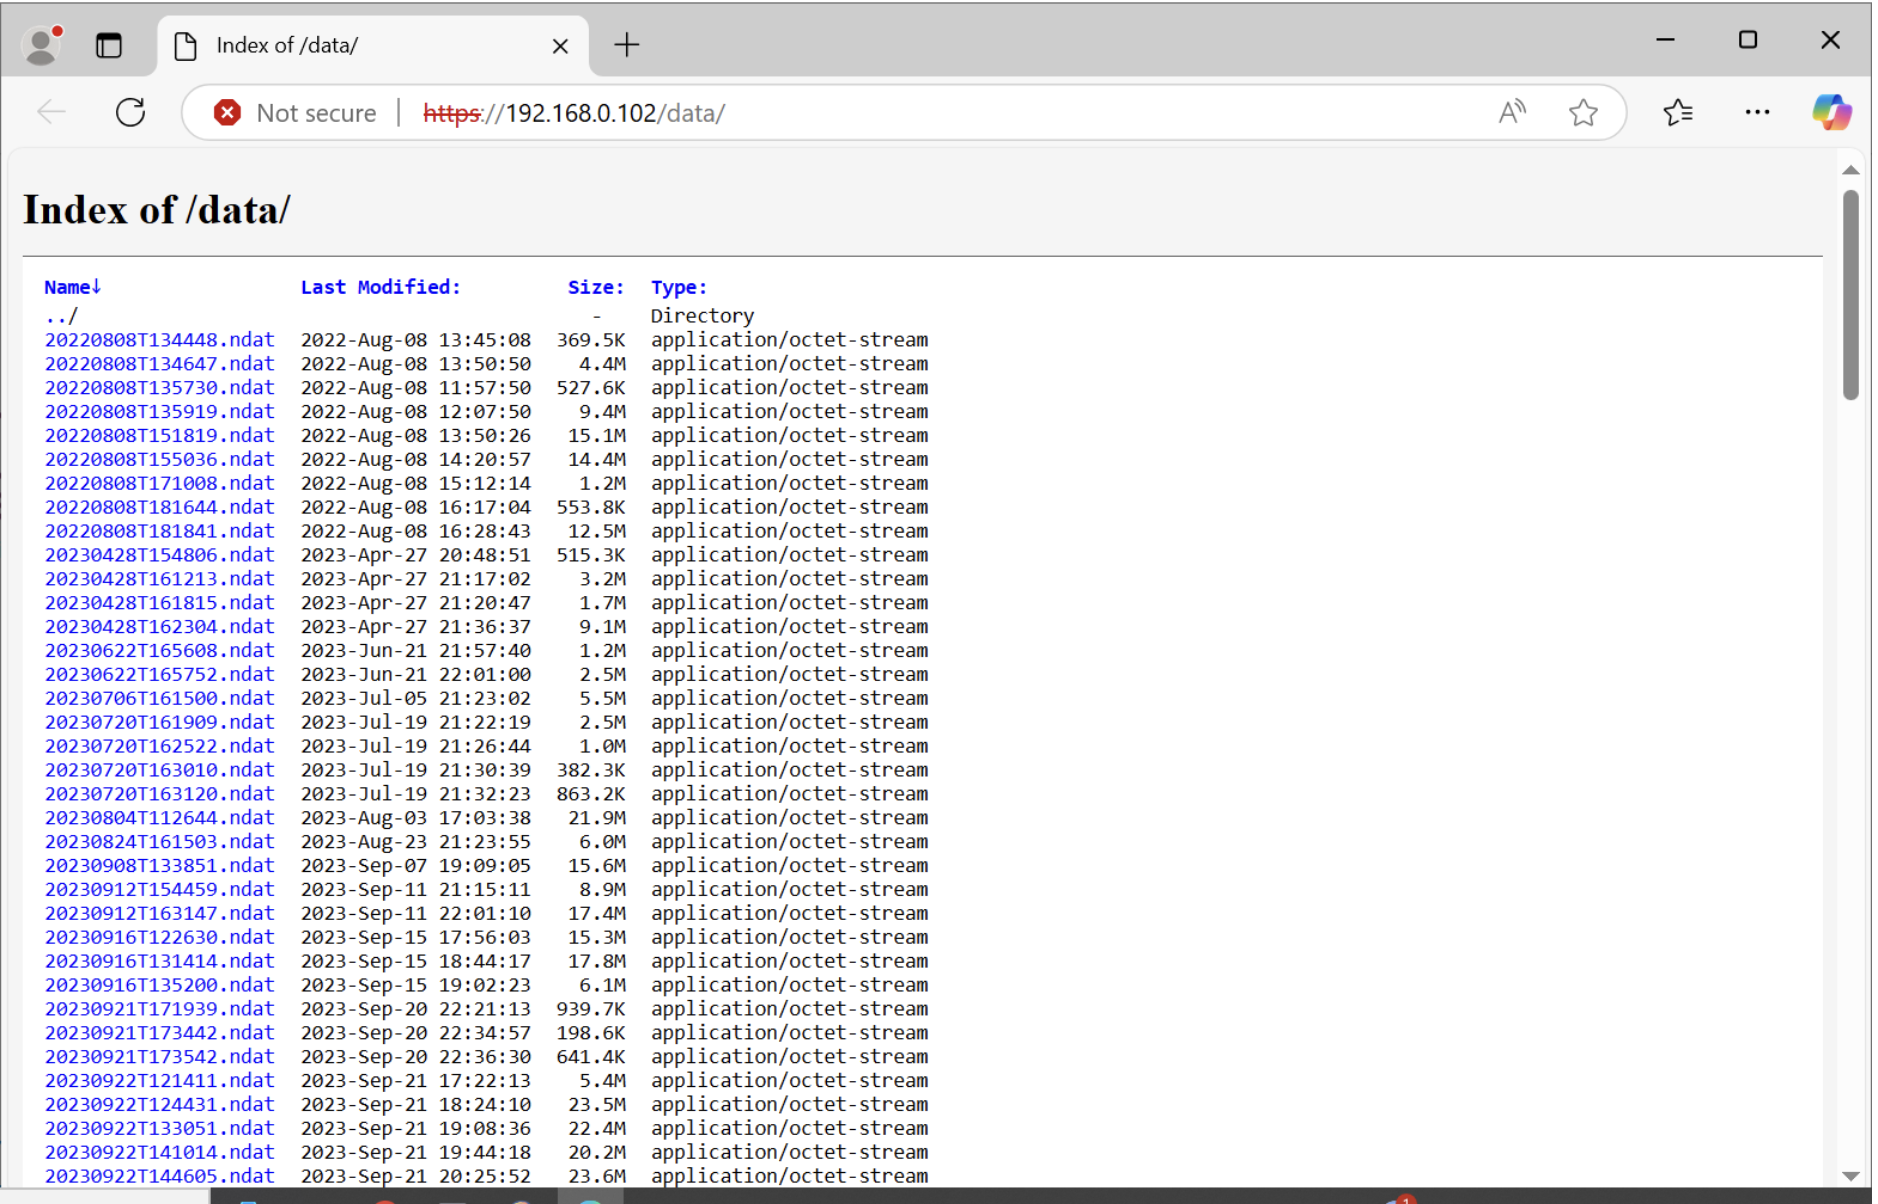 Index of /data/
Not secure | https://192.168.0.102/data/
Index of /data/
Name↓ Last Modified: Size: Type:
../ - Directory
20220808T134448.ndat 2022-Aug-08 13:45:08 369.5K application/octet-stream
20220808T134647.ndat 2022-Aug-08 13:50:50 4.4M application/octet-stream
20220808T135730.ndat 2022-Aug-08 11:57:50 527.6K application/octet-stream
20220808T135919.ndat 2022-Aug-08 12:07:50 9.4M application/octet-stream
20220808T151819.ndat 2022-Aug-08 13:50:26 15.1M application/octet-stream
20220808T155036.ndat 2022-Aug-08 14:20:57 14.4M application/octet-stream
20220808T171008.ndat 2022-Aug-08 15:12:14 1.2M application/octet-stream
20220808T181644.ndat 2022-Aug-08 16:17:04 553.8K application/octet-stream
20220808T181841.ndat 2022-Aug-08 16:28:43 12.5M application/octet-stream
20230428T154806.ndat 2023-Apr-27 20:48:51 515.3K application/octet-stream
20230428T161213.ndat 2023-Apr-27 21:17:02 3.2M application/octet-stream
20230428T161815.ndat 2023-Apr-27 21:20:47 1.7M application/octet-stream
20230428T162304.ndat 2023-Apr-27 21:36:37 9.1M application/octet-stream
20230622T165608.ndat 2023-Jun-21 21:57:40 1.2M application/octet-stream
20230622T165752.ndat 2023-Jun-21 22:01:00 2.5M application/octet-stream
20230706T161500.ndat 2023-Jul-05 21:23:02 5.5M application/octet-stream
20230720T161909.ndat 2023-Jul-19 21:22:19 2.5M application/octet-stream
20230720T162522.ndat 2023-Jul-19 21:26:44 1.0M application/octet-stream
20230720T163010.ndat 2023-Jul-19 21:30:39 382.3K application/octet-stream
20230720T163120.ndat 2023-Jul-19 21:32:23 863.2K application/octet-stream
20230804T112644.ndat 2023-Aug-03 17:03:38 21.9M application/octet-stream
20230824T161503.ndat 2023-Aug-23 21:23:55 6.0M application/octet-stream
20230908T133851.ndat 2023-Sep-07 19:09:05 15.6M application/octet-stream
20230912T154459.ndat 2023-Sep-11 21:15:11 8.9M application/octet-stream
20230912T163147.ndat 2023-Sep-11 22:01:10 17.4M application/octet-stream
20230916T122630.ndat 2023-Sep-15 17:56:03 15.3M application/octet-stream
20230916T131414.ndat 2023-Sep-15 18:44:17 17.8M application/octet-stream
20230916T135200.ndat 2023-Sep-15 19:02:23 6.1M application/octet-stream
20230921T171939.ndat 2023-Sep-20 22:21:13 939.7K application/octet-stream
20230921T173442.ndat 2023-Sep-20 22:34:57 198.6K application/octet-stream
20230921T173542.ndat 2023-Sep-20 22:36:30 641.4K application/octet-stream
20230922T121411.ndat 2023-Sep-21 17:22:13 5.4M application/octet-stream
20230922T124431.ndat 2023-Sep-21 18:24:10 23.5M application/octet-stream
20230922T133051.ndat 2023-Sep-21 19:08:36 22.4M application/octet-stream
20230922T141014.ndat 2023-Sep-21 19:44:18 20.2M application/octet-stream
20230922T144605.ndat 2023-Sep-21 20:25:52 23.6M application/octet-stream
1